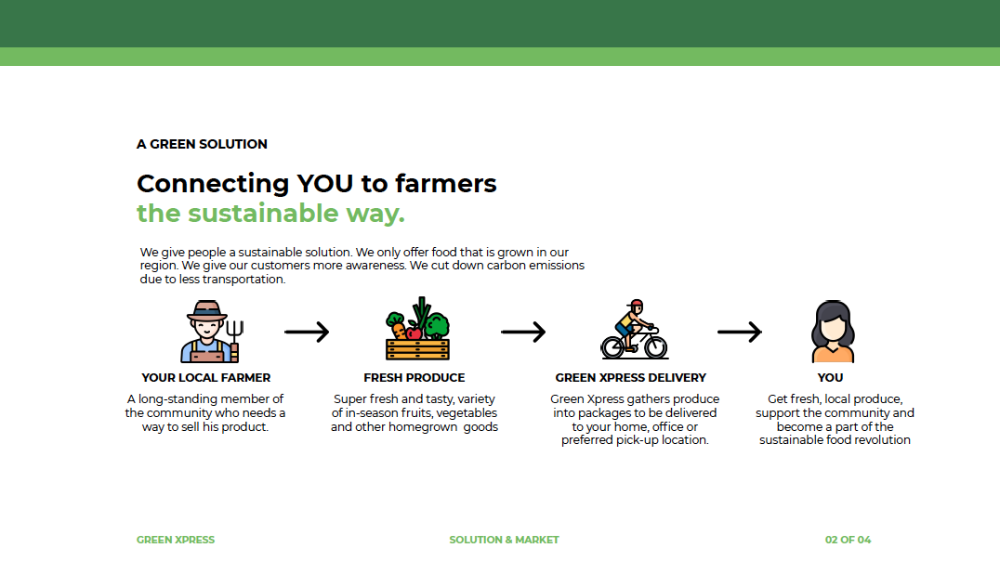 A GREEN SOLUTION
Connecting YOU to farmers
the sustainable way.
We give people a sustainable solution. We only offer food that is grown in our
region. We give our customers more awareness. We cut down carbon emissions
due to less transportation.
YOUR LOCAL FARMER
A long-standing member of
the community who needs a
way to sell his product.
FRESH PRODUCE
Super fresh and tasty, variety
of in-season fruits, vegetables
and other homegrown  goods
GREEN XPRESS DELIVERY
Green Xpress gathers produce
into packages to be delivered
to your home, office or
preferred pick-up location.
YOU
Get fresh, local produce,
support the community and
become a part of the
sustainable food revolution
GREEN XPRESS
SOLUTION & MARKET
02 OF 04